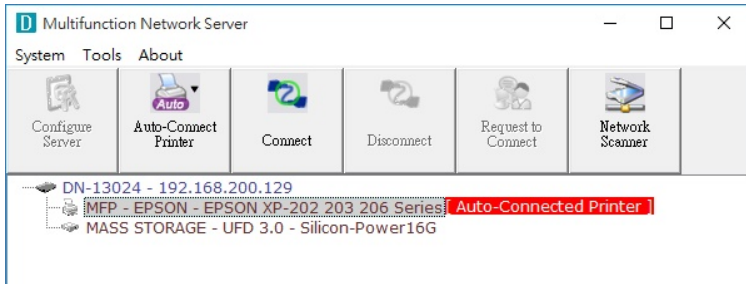 D Multifunction Network Server
System Tools About
Auto
Configure Server
Auto-Connect Printer
Connect
Disconnect
Request to Connect
Network Scanner
DN-13024 - 192.168.200.129
MFP - EPSON - EPSON XP-202 203 206 Series[ Auto-Connected Printer ]
MASS STORAGE - UFD 3.0 - Silicon-Power16G